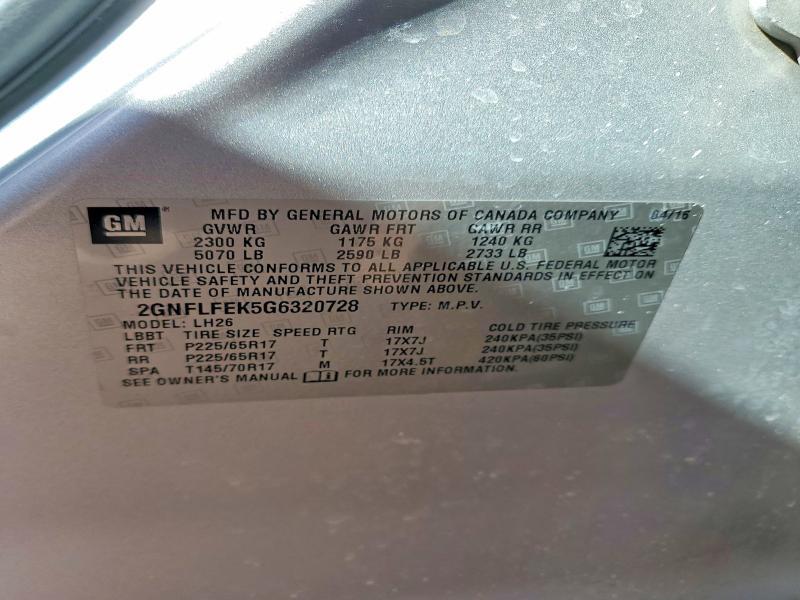 GM MFD BY GENERAL MOTORS OF CANADA COMPANY 04/16
GVWR GAWR FRT GAWR RR
2300 KG 1175 KG 1240 KG
5070 LB 2590 LB 2733 LB
THIS VEHICLE CONFORMS TO ALL APPLICABLE U.S. FEDERAL MOTOR
VEHICLE SAFETY AND THEFT PREVENTION STANDARDS IN EFFECT ON
THE DATE OF MANUFACTURE SHOWN ABOVE.
2GNFLFEK5G6320728 TYPE: M.P.V.
MODEL: LH26
LBBT TIRE SIZE SPEED RTG RIM COLD TIRE PRESSURE
FRT P225/65R17 T 17X7J 240KPA(35PSI)
RR P225/65R17 T 17X7J 240KPA(35PSI)
SPA T145/70R17 M 17X4.5T 420KPA(60PSI)
SEE OWNER'S MANUAL FOR MORE INFORMATION.